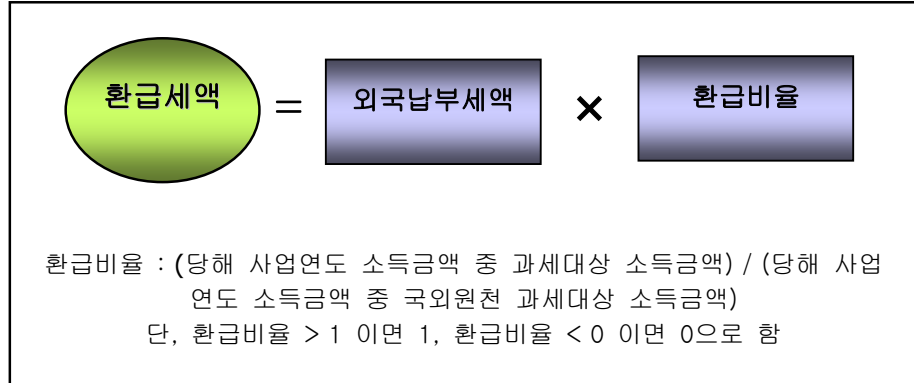 환급세액 = 외국납부세액 × 환급비율
환급비율 : (당해 사업연도 소득금액 중 과세대상 소득금액) / (당해 사업
연도 소득금액 중 국외원천 과세대상 소득금액)
단, 환급비율 > 1 이면 1, 환급비율 < 0 이면 0으로 함